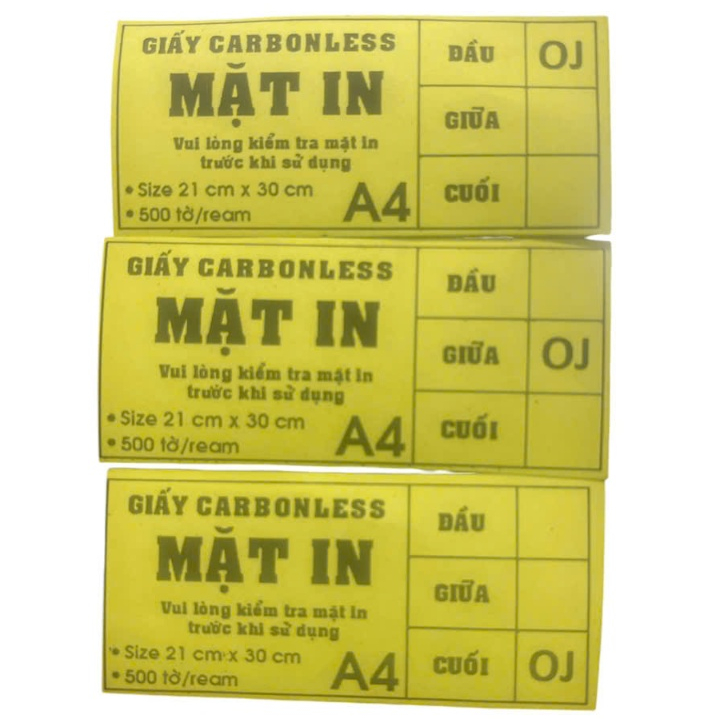 GIẤY CARBONLESS
MẶT IN
Vui lòng kiểm tra mặt in
trước khi sử dụng
• Size 21 cm x 30 cm
• 500 tờ/ream
A4
ĐẦU OJ
GIỮA
CUỐI
GIẤY CARBONLESS
MẶT IN
Vui lòng kiểm tra mặt in
trước khi sử dụng
• Size 21 cm x 30 cm
• 500 tờ/ream
A4
ĐẦU
GIỮA OJ
CUỐI
GIẤY CARBONLESS
MẶT IN
Vui lòng kiểm tra mặt in
trước khi sử dụng
• Size 21 cm x 30 cm
• 500 tờ/ream
A4
ĐẦU
GIỮA
CUỐI OJ